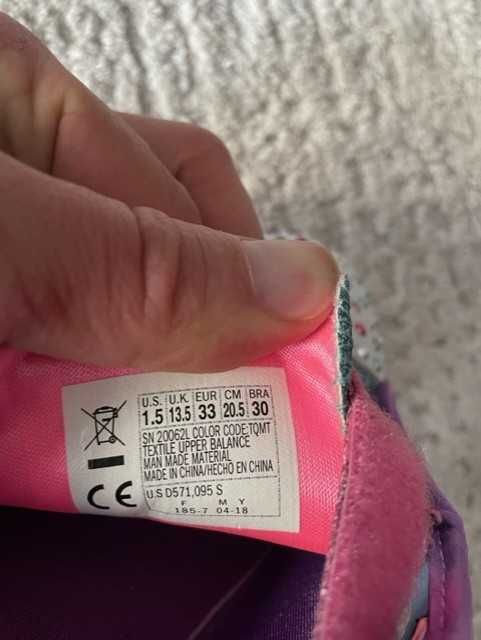 U.S. U.K. EUR CM BRA
1.5 13.5 33 20.5 30
SN 20062L COLOR CODE:TQMT
TEXTILE UPPER BALANCE
MAN MADE MATERIAL
MADE IN CHINA/HECHO EN CHINA
CE
U.S D571,095 S
F M Y
185-7 04-18